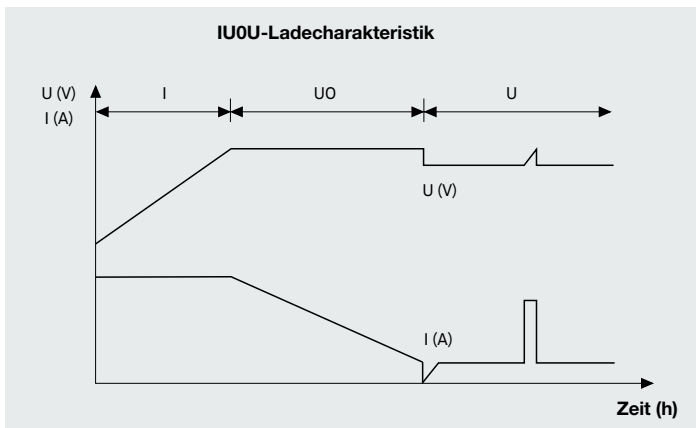 IU0U-Ladecharakteristik
U (V)
I (A)
I
UO
U
U (V)
I (A)
Zeit (h)